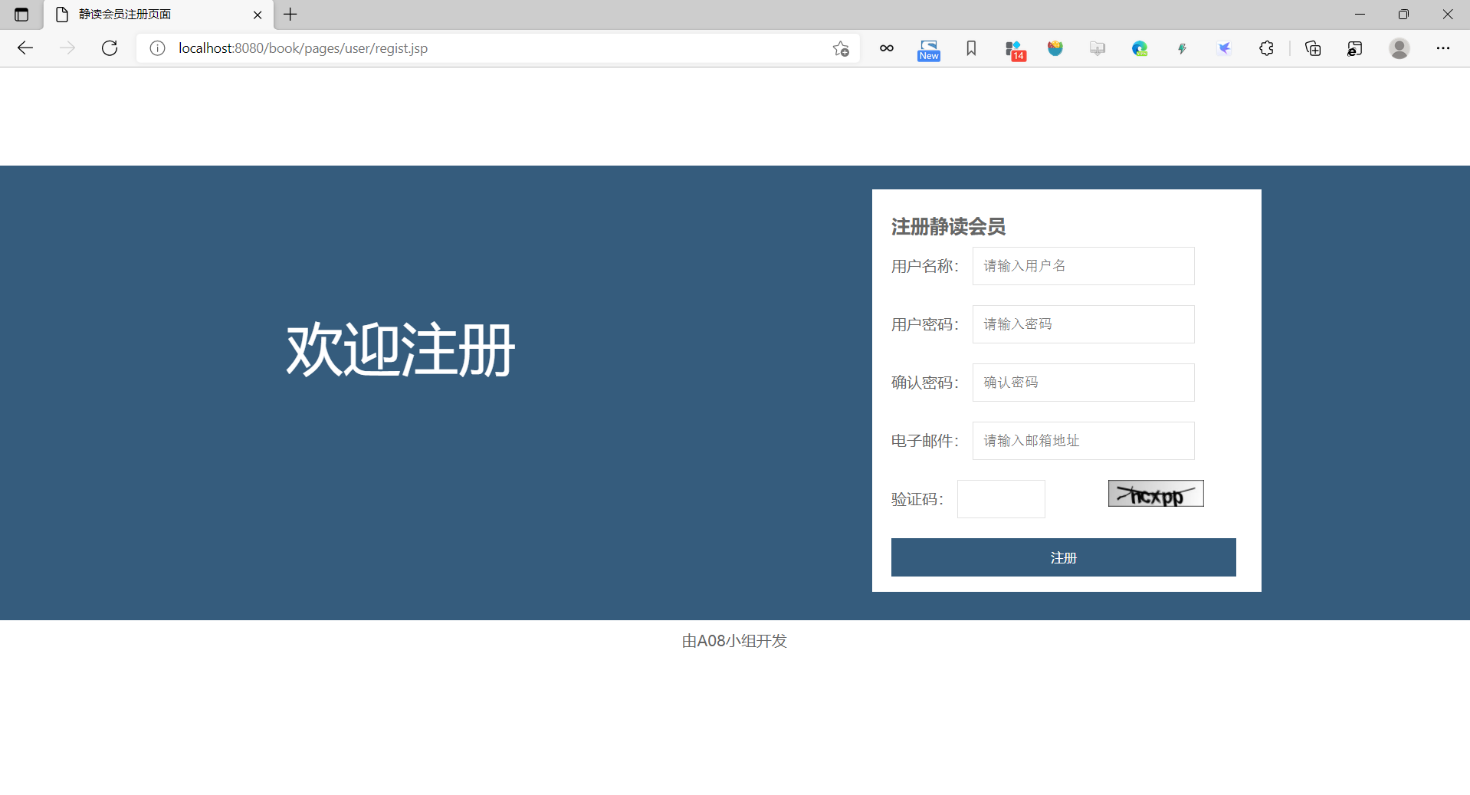 静读会员注册页面
localhost:8080/book/pages/user/regist.jsp
New
14
注册静读会员
用户名称:
请输入用户名
用户密码:
请输入密码
欢迎注册
确认密码:
确认密码
电子邮件:
请输入邮箱地址
验证码:
ncxpp
注册
由A08小组开发